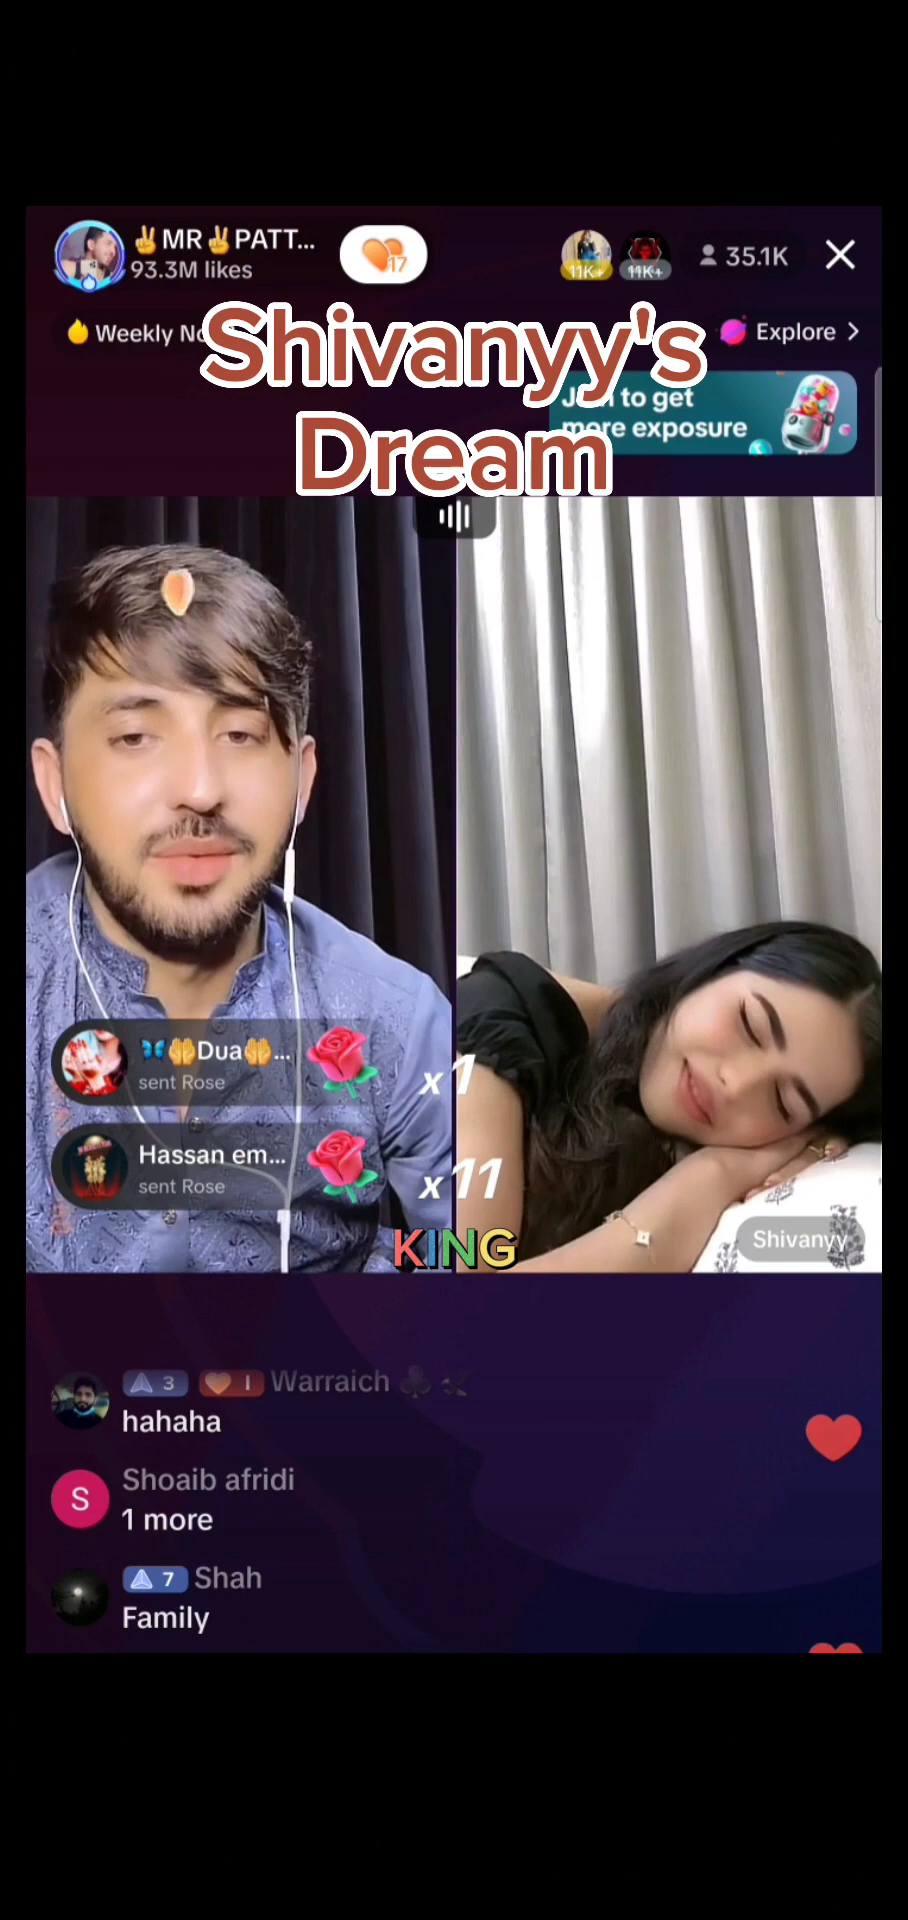 ✌️MR✌️PATT...
93.3M likes
17
11K+
11K+
35.1K
Weekly
Explore >
Shivanyy's
Dream
to get
more exposure
🦋🤲Dua🤲...
sent Rose
x1
Hassan em...
sent Rose
x11
KING
Shivanyy
3
1
Warraich
hahaha
S
Shoaib afridi
1 more
7
Shah
Family